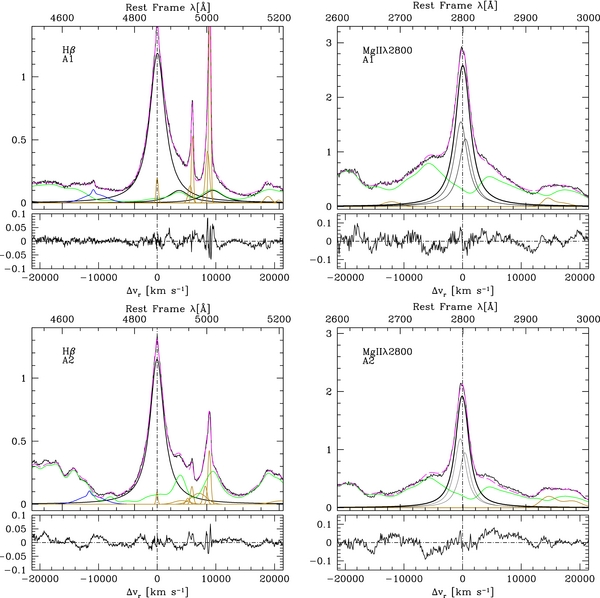 Rest Frame λ[Å]
4600 4800 5000 5200
Hβ
A1
1
0.5
0
0.1
0.05
0
−0.05
−0.1
−20000 −10000 0 10000 20000
Δvr [km s−1]
Rest Frame λ[Å]
2600 2700 2800 2900 3000
MgIIλ2800
A1
3
2
1
0
0.1
0
−0.1
−20000 −10000 0 10000 20000
Δvr [km s−1]
Rest Frame λ[Å]
4600 4800 5000 5200
Hβ
A2
1
0.5
0
0.1
0.05
0
−0.05
−0.1
−20000 −10000 0 10000 20000
Δvr [km s−1]
Rest Frame λ[Å]
2600 2700 2800 2900 3000
MgIIλ2800
A2
3
2
1
0
0.1
0
−0.1
−20000 −10000 0 10000 20000
Δvr [km s−1]